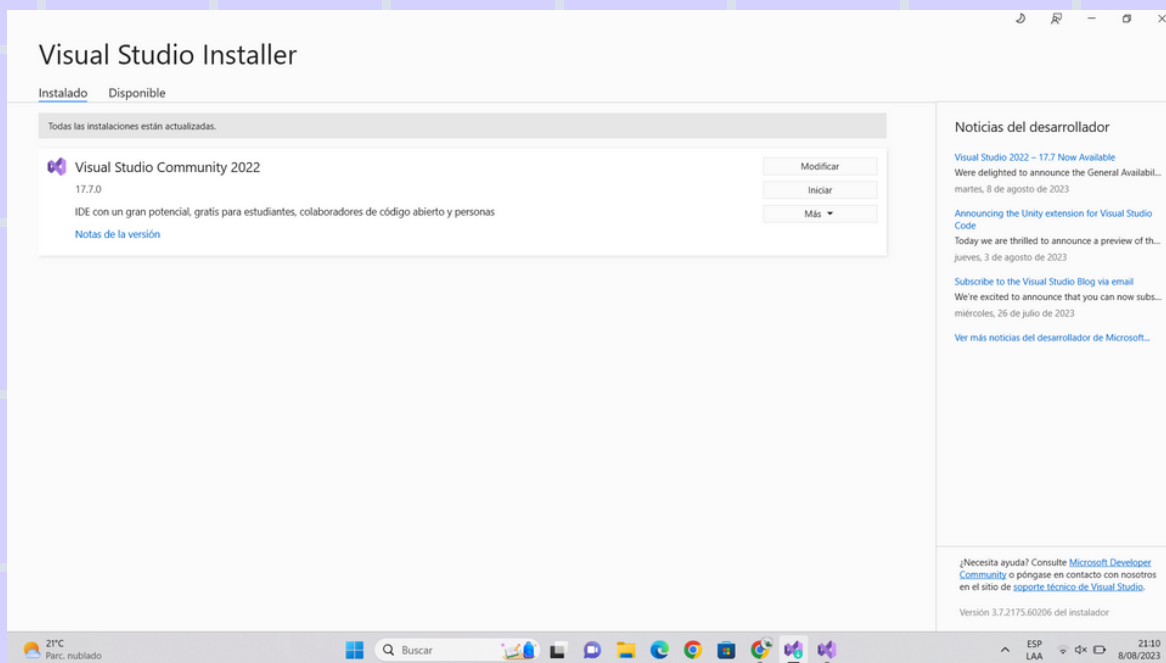 Visual Studio Installer
Instalado
Disponible
Todas las instalaciones están actualizadas.
Visual Studio Community 2022
17.7.0
IDE con un gran potencial, gratis para estudiantes, colaboradores de código abierto y personas
Notas de la versión
Modificar
Iniciar
Más
Noticias del desarrollador
Visual Studio 2022 – 17.7 Now Available
Were delighted to announce the General Availabil...
martes, 8 de agosto de 2023
Announcing the Unity extension for Visual Studio
Code
Today we are thrilled to announce a preview of th...
jueves, 3 de agosto de 2023
Subscribe to the Visual Studio Blog via email
We're excited to announce that you can now subs...
miércoles, 26 de julio de 2023
Ver más noticias del desarrollador de Microsoft...
¿Necesita ayuda? Consulte Microsoft Developer
Community o póngase en contacto con nosotros
en el sitio de soporte técnico de Visual Studio.
Versión 3.7.2175.60206 del instalador
21°C
Parc. nublado
Buscar
ESP
LAA
21:10
8/08/2023